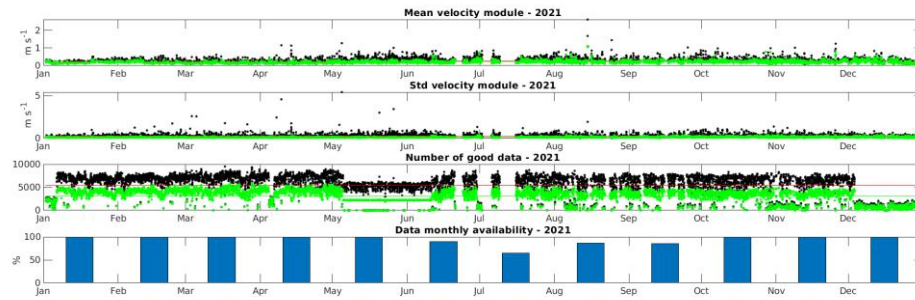 Mean velocity module - 2021
m s⁻¹
2
1
0
Jan Feb Mar Apr May Jun Jul Aug Sep Oct Nov Dec
Std velocity module - 2021
m s⁻¹
5
0
Jan Feb Mar Apr May Jun Jul Aug Sep Oct Nov Dec
Number of good data - 2021
10000
5000
0
Jan Feb Mar Apr May Jun Jul Aug Sep Oct Nov Dec
Data monthly availability - 2021
%
100
50
0
Jan Feb Mar Apr May Jun Jul Aug Sep Oct Nov Dec